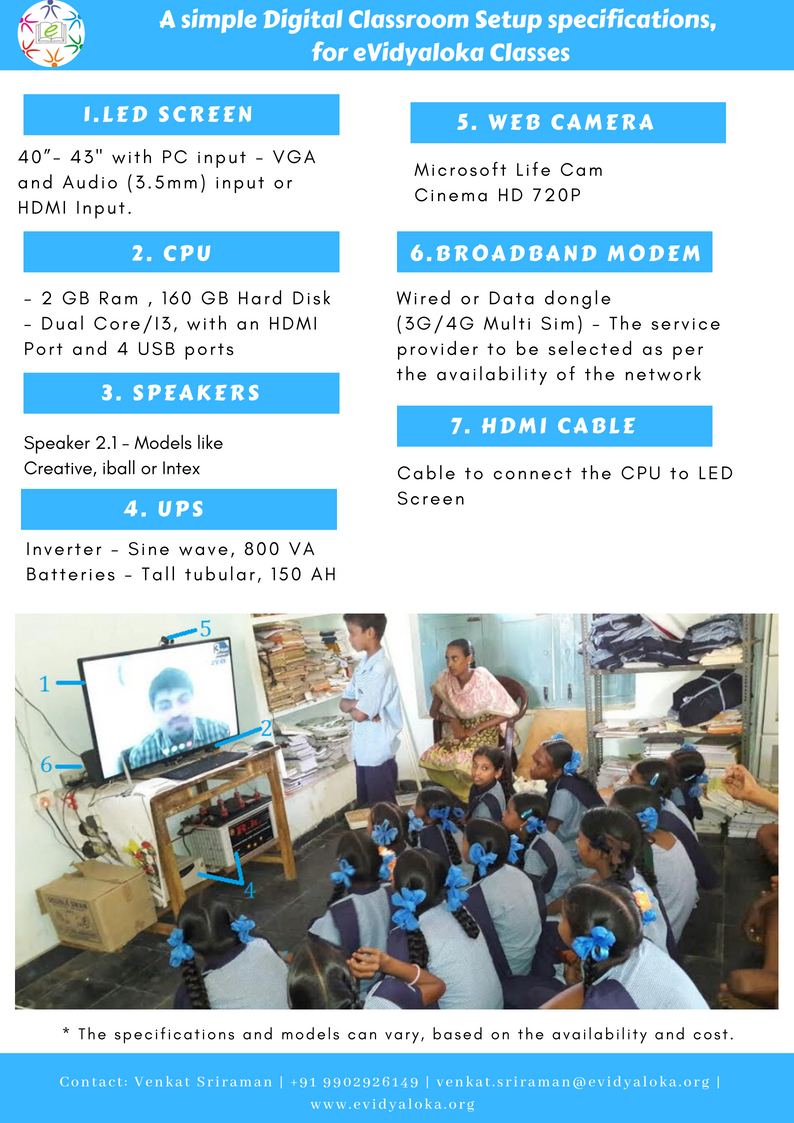 A simple Digital Classroom Setup specifications,
for eVidyaloka Classes
1.LED SCREEN
40”- 43" with PC input - VGA
and Audio (3.5mm) input or
HDMI Input.
2. CPU
- 2 GB Ram , 160 GB Hard Disk
- Dual Core/I3, with an HDMI
Port and 4 USB ports
3. SPEAKERS
Speaker 2.1 - Models like
Creative, iball or Intex
4. UPS
Inverter - Sine wave, 800 VA
Batteries - Tall tubular, 150 AH
5. WEB CAMERA
Microsoft Life Cam
Cinema HD 720P
6.BROADBAND MODEM
Wired or Data dongle
(3G/4G Multi Sim) - The service
provider to be selected as per
the availability of the network
7. HDMI CABLE
Cable to connect the CPU to LED
Screen
5
1
2
6
4
* The specifications and models can vary, based on the availability and cost.
Contact: Venkat Sriraman | +91 9902926149 | venkat.sriraman@evidyaloka.org |
www.evidyaloka.org